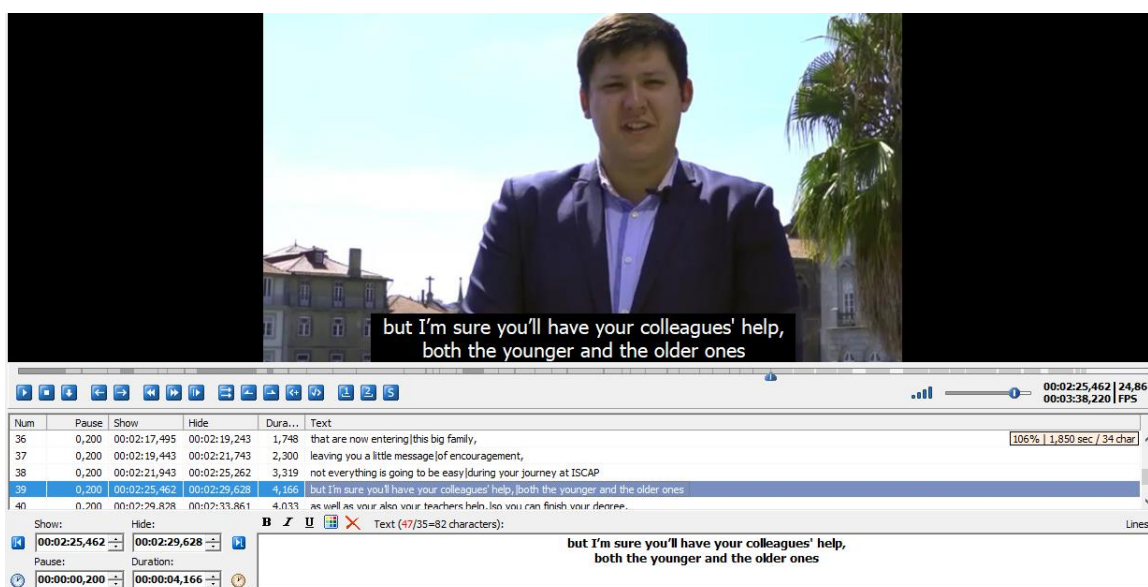 but I'm sure you'll have your colleagues' help,
both the younger and the older ones
1 2 S
00:02:25,462 24,86
00:03:38,220 FPS
Num Pause Show Hide Dura... Text
36 0,200 00:02:17,495 00:02:19,243 1,748 that are now entering|this big family, 106% | 1,850 sec / 34 char
37 0,200 00:02:19,443 00:02:21,743 2,300 leaving you a little message|of encouragement,
38 0,200 00:02:21,943 00:02:25,262 3,319 not everything is going to be easy|during your journey at ISCAP
39 0,200 00:02:25,462 00:02:29,628 4,166 but I'm sure you'll have your colleagues' help,|both the younger and the older ones
40 0,200 00:02:29,828 00:02:33,861 4,033 as well as your also your teachers help,|so you can finish your degree.
Show: Hide: B I U Text (47/35=82 characters): Lines
00:02:25,462 00:02:29,628
but I'm sure you'll have your colleagues' help,
both the younger and the older ones
Pause: Duration:
00:00:00,200 00:00:04,166